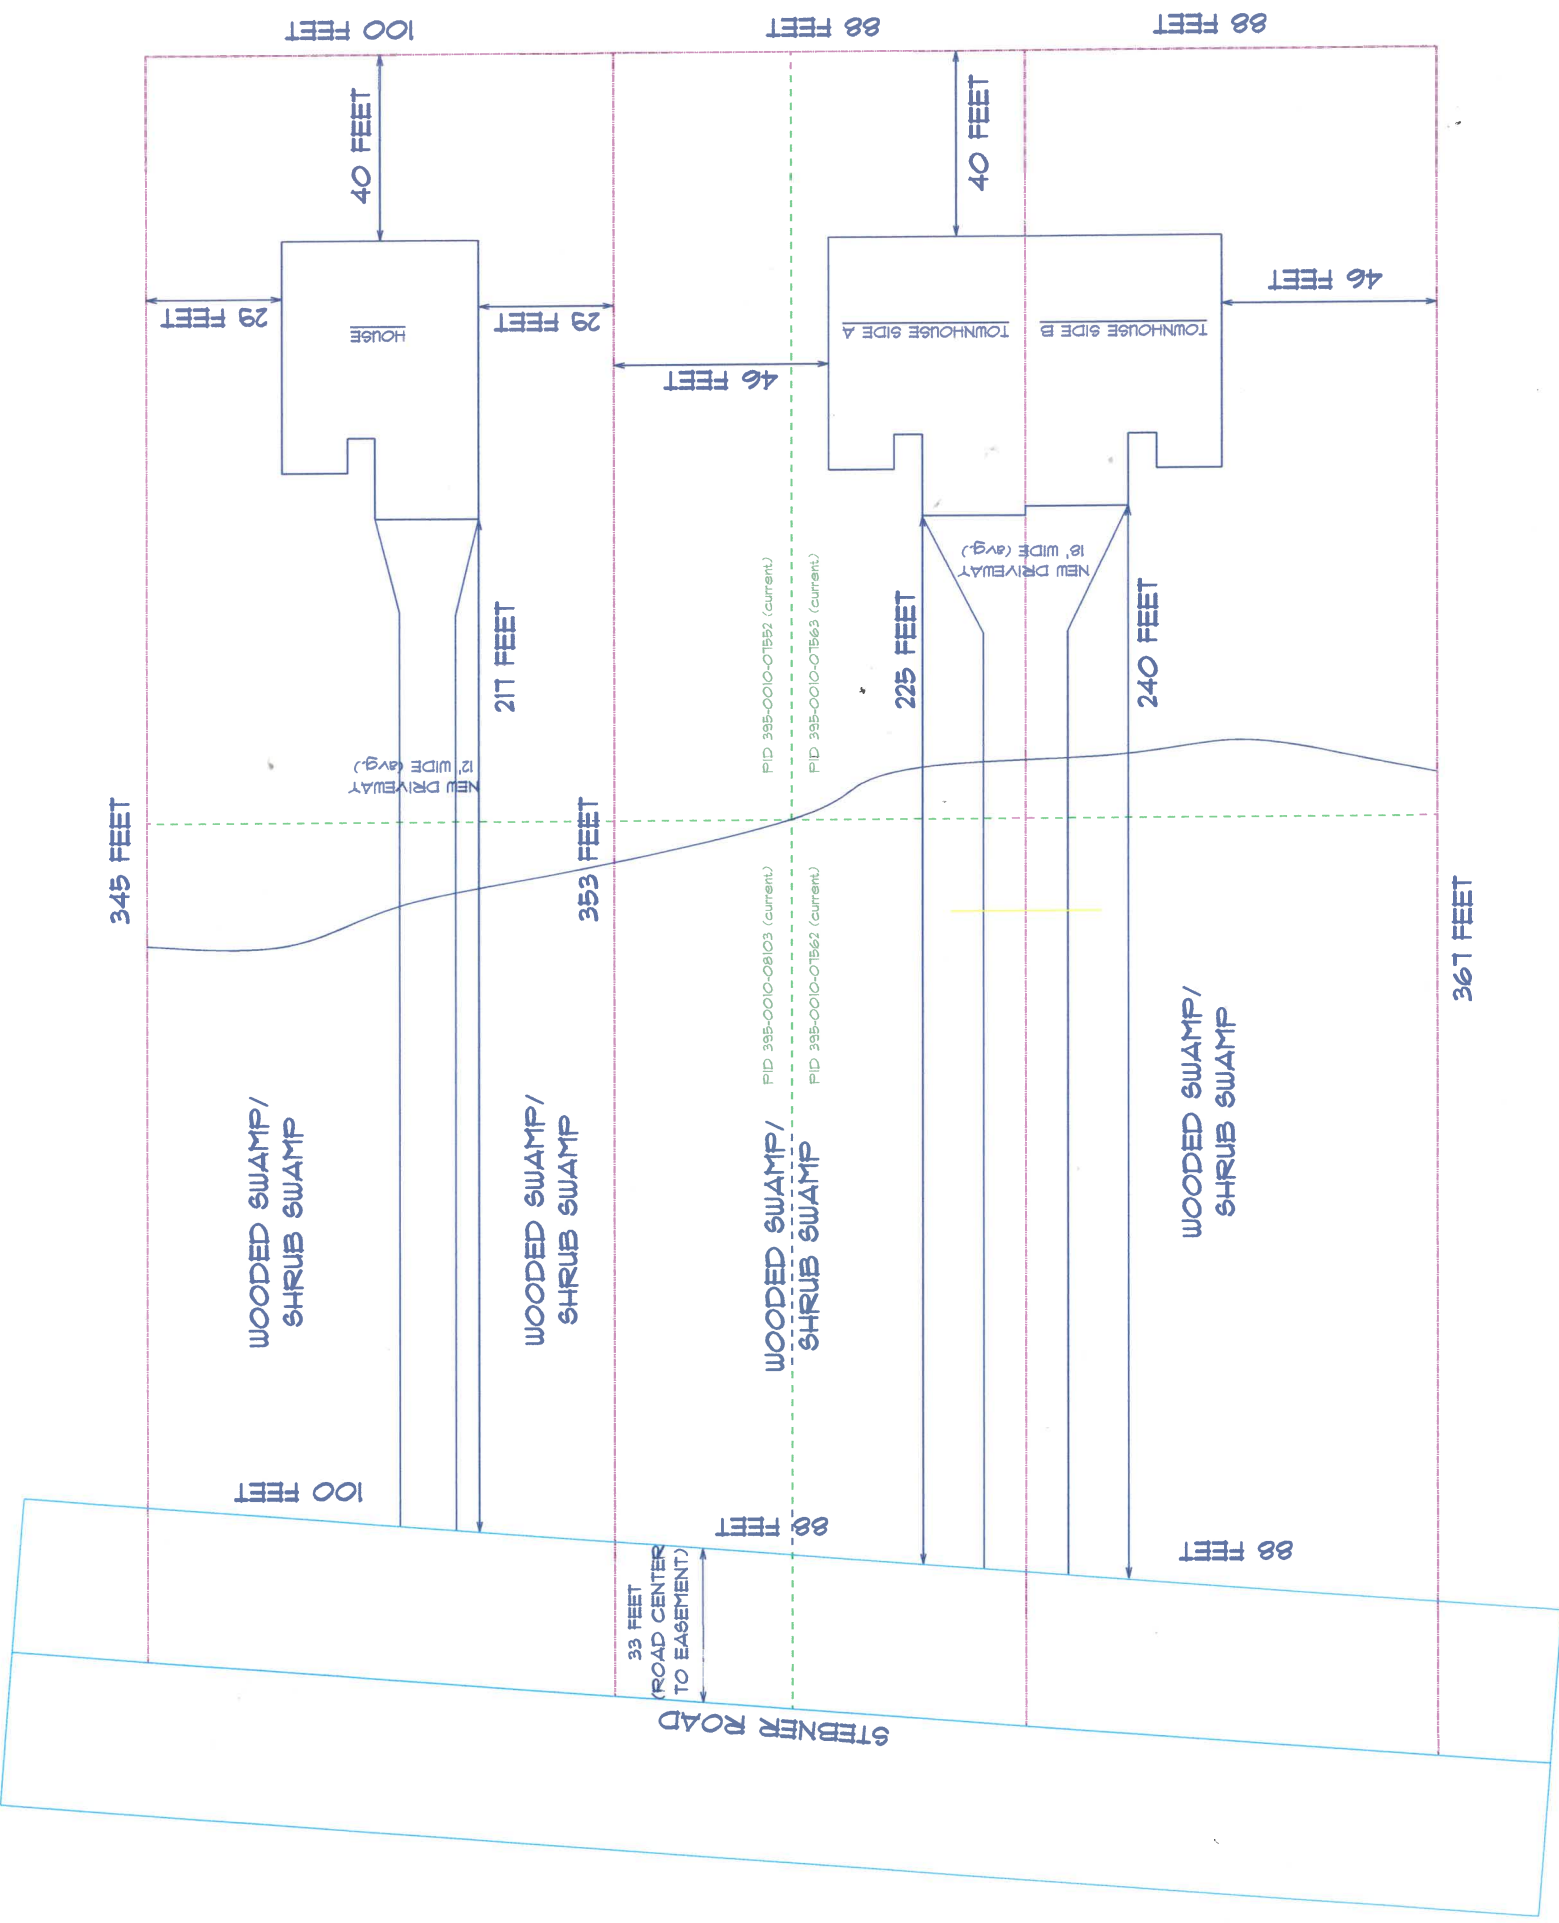 100 FEET
88 FEET
88 FEET
40 FEET
40 FEET
29 FEET
29 FEET
46 FEET
46 FEET
HOUSE
TOWNHOUSE SIDE A
TOWNHOUSE SIDE B
NEW DRIVEWAY
18' WIDE (avg.)
217 FEET
225 FEET
240 FEET
PID 395-0010-07552 (current)
PID 395-0010-07563 (current)
NEW DRIVEWAY
12' WIDE (avg.)
345 FEET
353 FEET
367 FEET
PID 395-0010-08103 (current)
PID 395-0010-07562 (current)
WOODED SWAMP/
SHRUB SWAMP
WOODED SWAMP/
SHRUB SWAMP
WOODED SWAMP/
SHRUB SWAMP
WOODED SWAMP/
SHRUB SWAMP
100 FEET
88 FEET
88 FEET
33 FEET
(ROAD CENTER
TO EASEMENT)
STEBNER ROAD